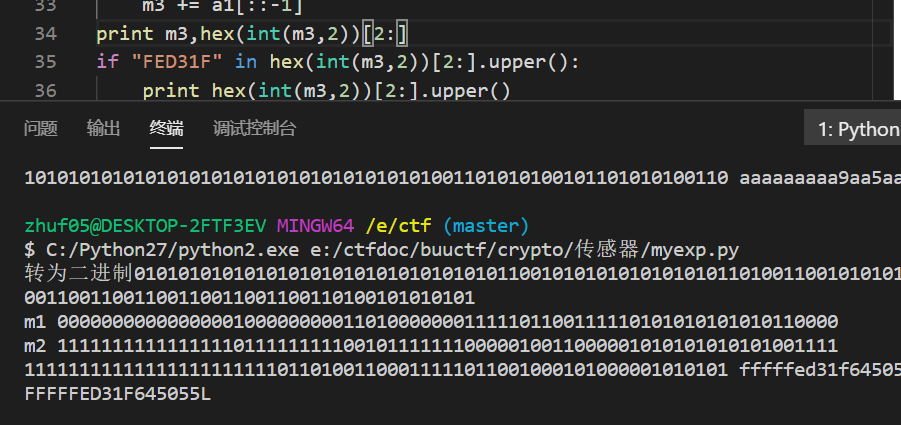 33 m3 += a1[::-1]
34 print m3,hex(int(m3,2))[2:]
35 if "FED31F" in hex(int(m3,2))[2:].upper():
36 print hex(int(m3,2))[2:].upper()
问题 输出 终端 调试控制台 1: Python
1010101010101010101010101010101010101001101010100101101010100110 aaaaaaaaa9aa5aa
zhuf05@DESKTOP-2FTF3EV MINGW64 /e/ctf (master)
$ C:/Python27/python2.exe e:/ctfdoc/buuctf/crypto/传感器/myexp.py
转为二进制0101010101010101010101010101010101011001010101010101011010011001010101
00110011001100110011001100110100101010101
m1 00000000000000001000000000011010000000011111011001111101010101010110000
m2 11111111111111110111111111100101111111100000100110000010101010101001111
1111111111111111111111101101001100011111011001000101000001010101 fffffed31f64505
FFFFFED31F645055L